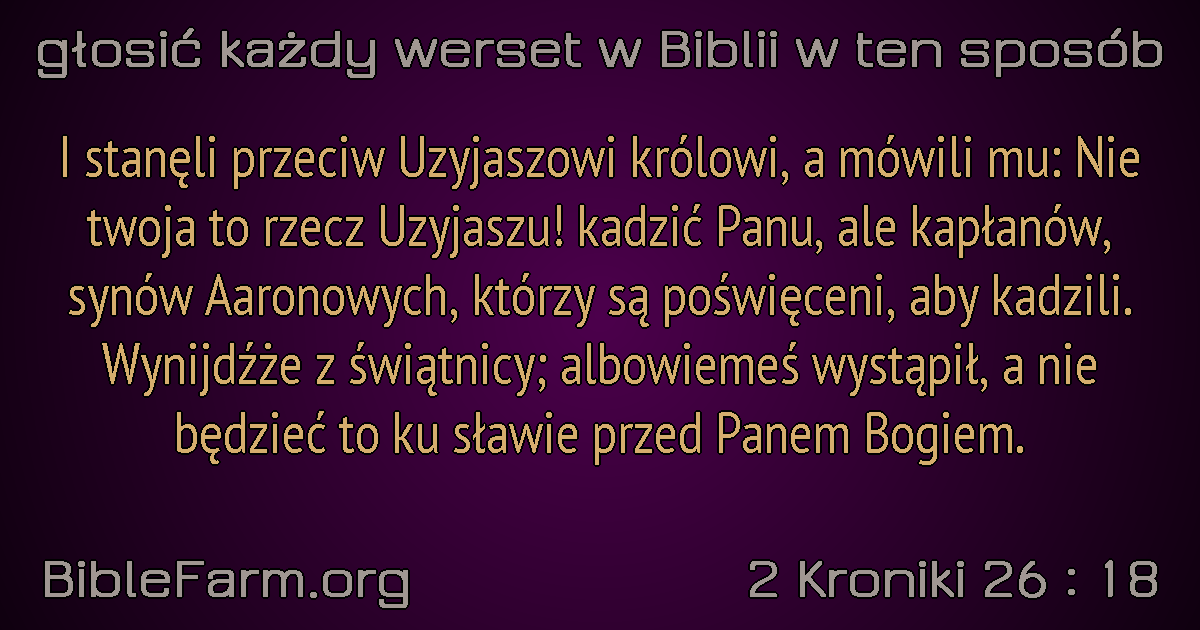 głosić każdy werset w Biblii w ten sposób
I stanęli przeciw Uzyjaszowi królowi, a mówili mu: Nie
twoja to rzecz Uzyjaszu! kadzić Panu, ale kapłanów,
synów Aaronowych, którzy są poświęceni, aby kadzili.
Wynijdźże z świątnicy; albowiemeś wystąpił, a nie
będzieć to ku sławie przed Panem Bogiem.
BibleFarm.org
2 Kroniki 26 : 18